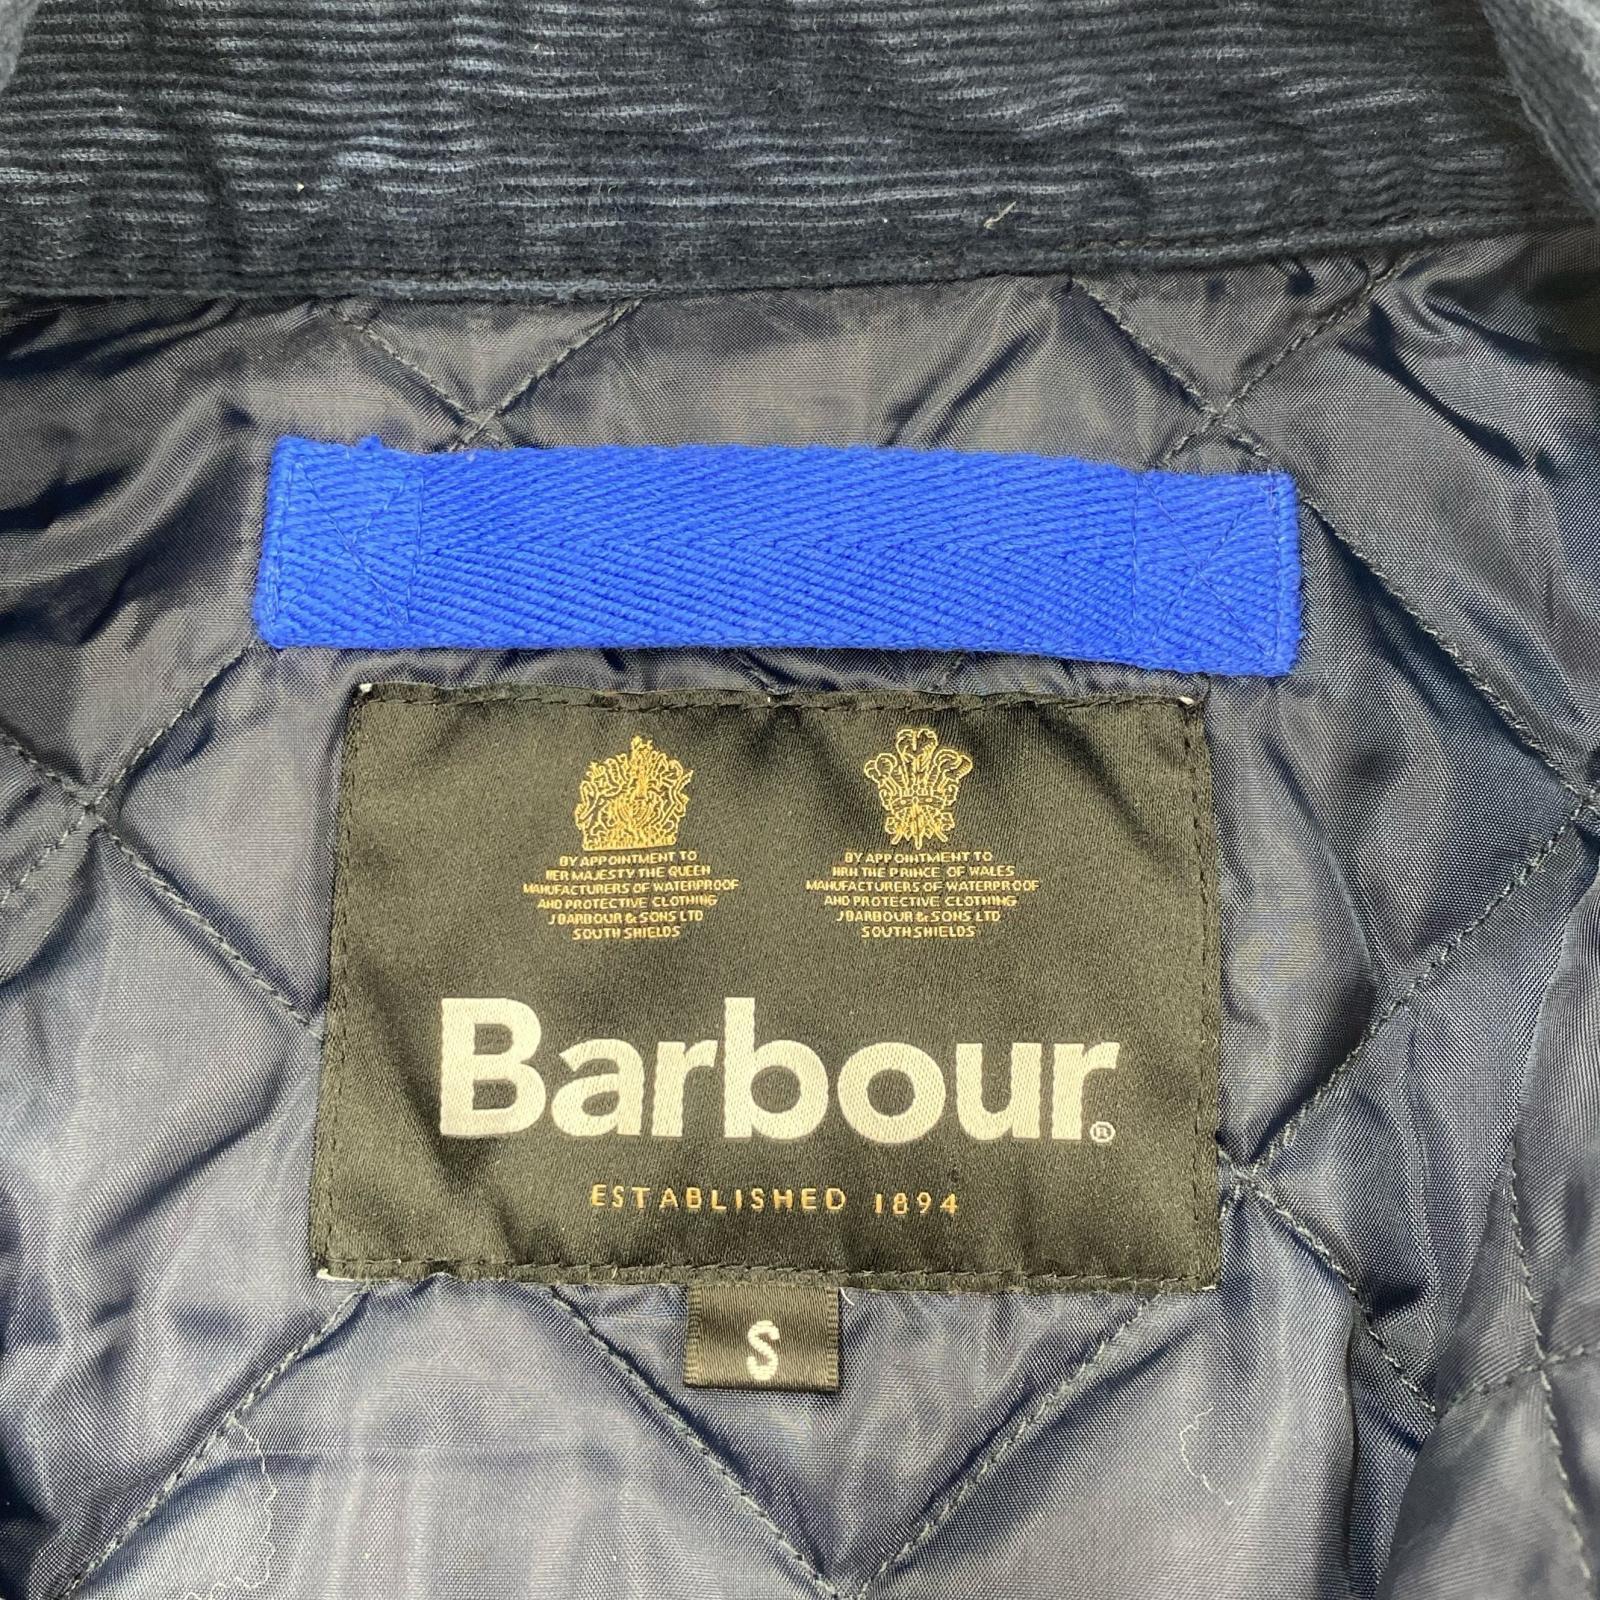 BY APPOINTMENT TO
HER MAJESTY THE QUEEN
MANUFACTURERS OF WATERPROOF
AND PROTECTIVE CLOTHING
J BARBOUR & SONS LTD
SOUTH SHIELDS
BY APPOINTMENT TO
HRH THE PRINCE OF WALES
MANUFACTURERS OF WATERPROOF
AND PROTECTIVE CLOTHING
J BARBOUR & SONS LTD
SOUTH SHIELDS
Barbour®
ESTABLISHED 1894
S